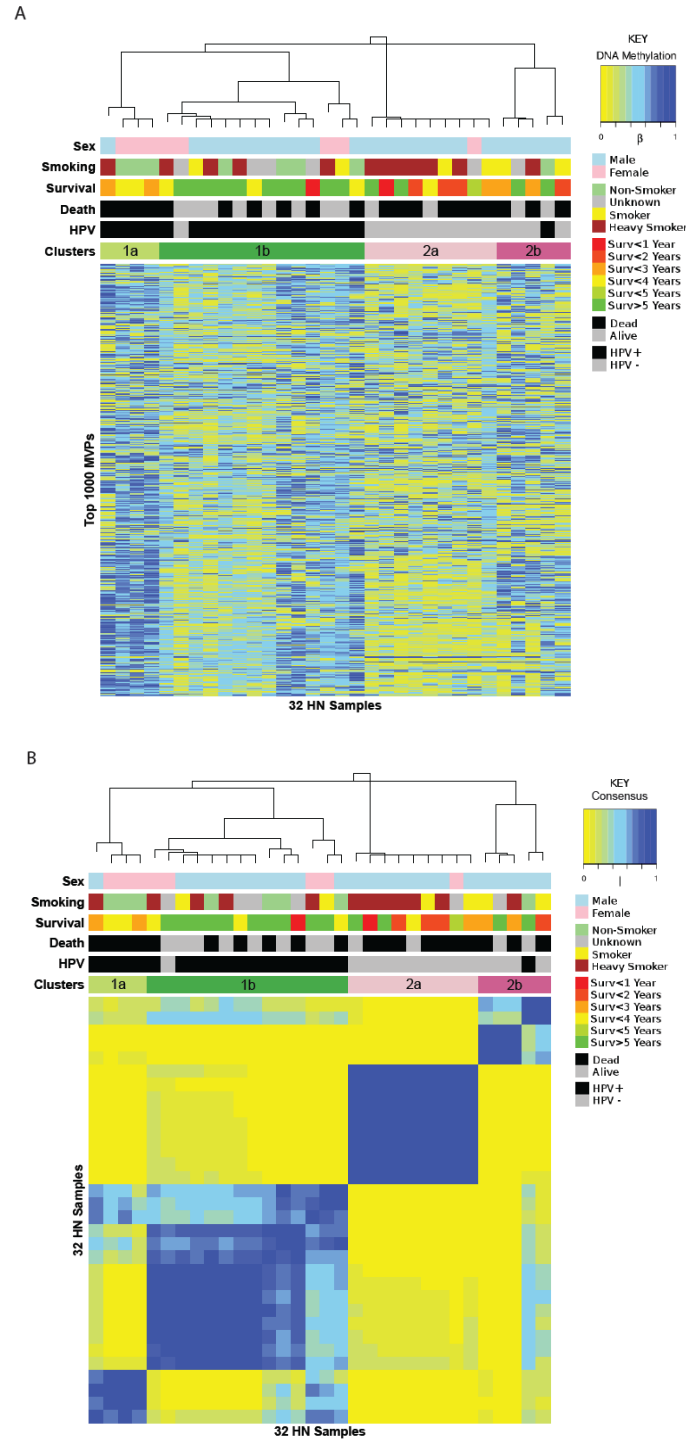 A
KEY
DNA Methylation
0 β 1
Sex
Smoking
Survival
Death
HPV
Clusters 1a 1b 2a 2b
Male
Female
Non-Smoker
Unknown
Smoker
Heavy Smoker
Surv<1 Year
Surv<2 Years
Surv<3 Years
Surv<4 Years
Surv<5 Years
Surv>5 Years
Dead
Alive
HPV+
HPV -
Top 1000 MVPs
32 HN Samples
B
KEY
Consensus
0 | 1
Sex
Smoking
Survival
Death
HPV
Clusters 1a 1b 2a 2b
Male
Female
Non-Smoker
Unknown
Smoker
Heavy Smoker
Surv<1 Year
Surv<2 Years
Surv<3 Years
Surv<4 Years
Surv<5 Years
Surv>5 Years
Dead
Alive
HPV+
HPV -
32 HN Samples
32 HN Samples